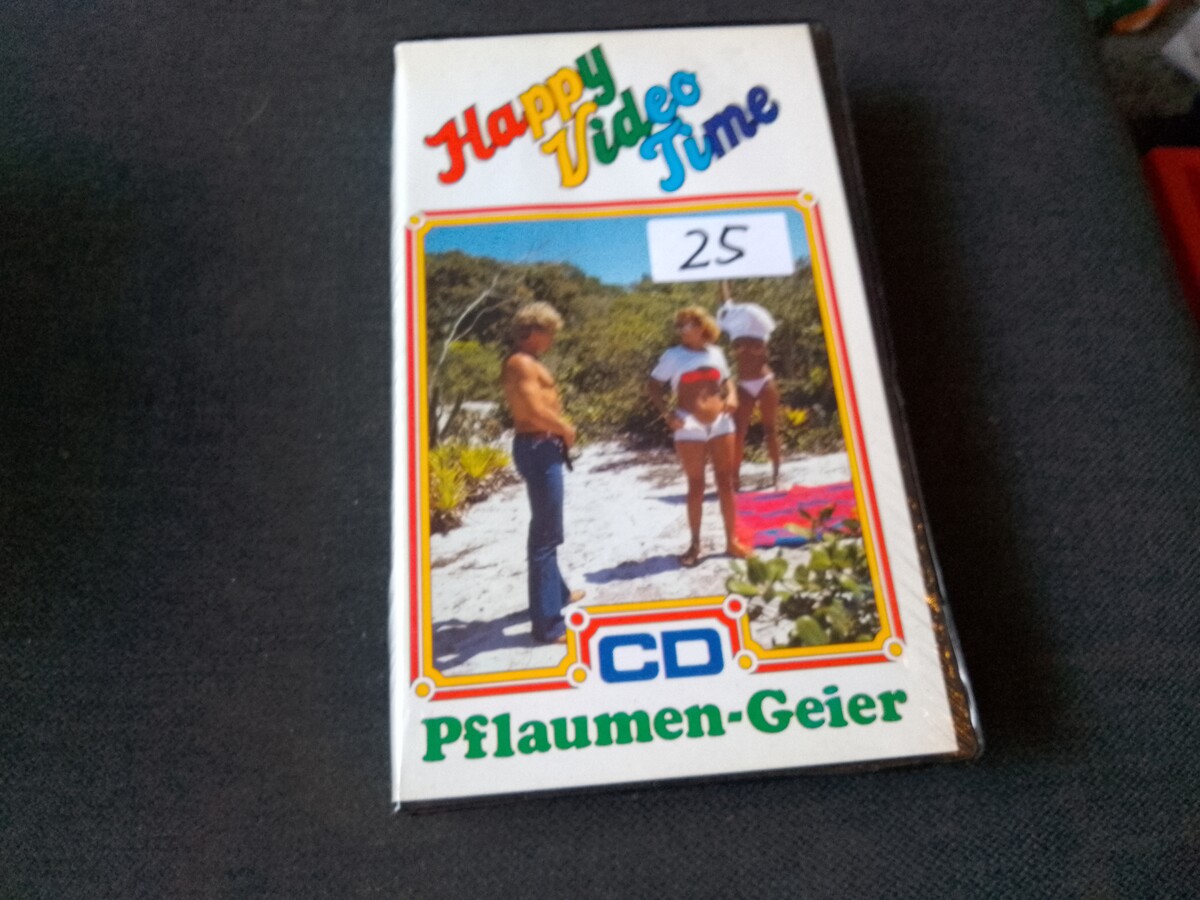 Happy
Video
Time
25
CD
Pflaumen-Geier